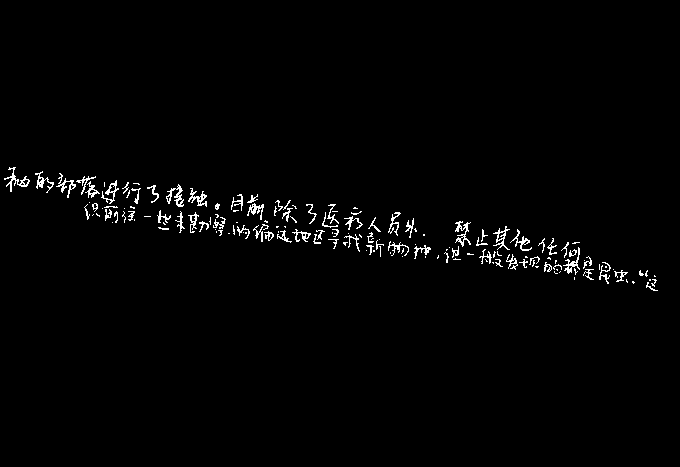 和的部落进行了接触。目前除了医疗人员外, 禁止其他任何
织前往一些未勘察的偏远地区寻找新物种,但一般发现的都是昆虫.“这